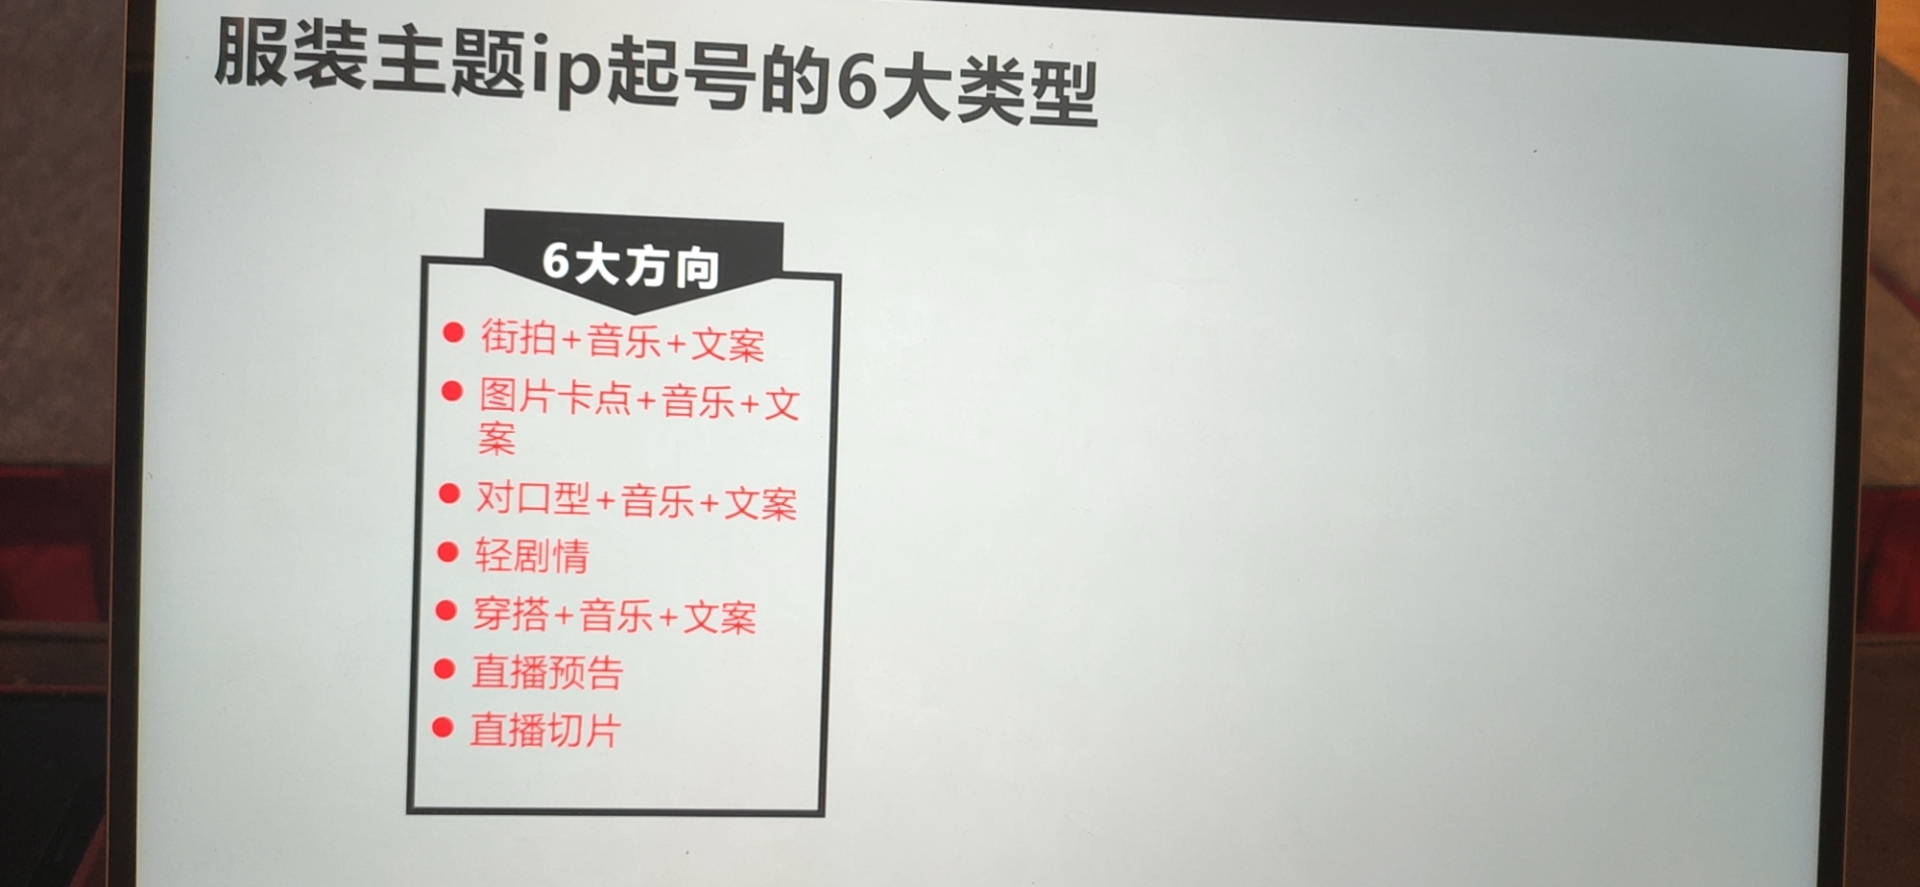 服装主题ip起号的6大类型
6大方向
街拍+音乐+文案
图片卡点+音乐+文
案
对口型+音乐+文案
轻剧情
穿搭+音乐+文案
直播预告
直播切片